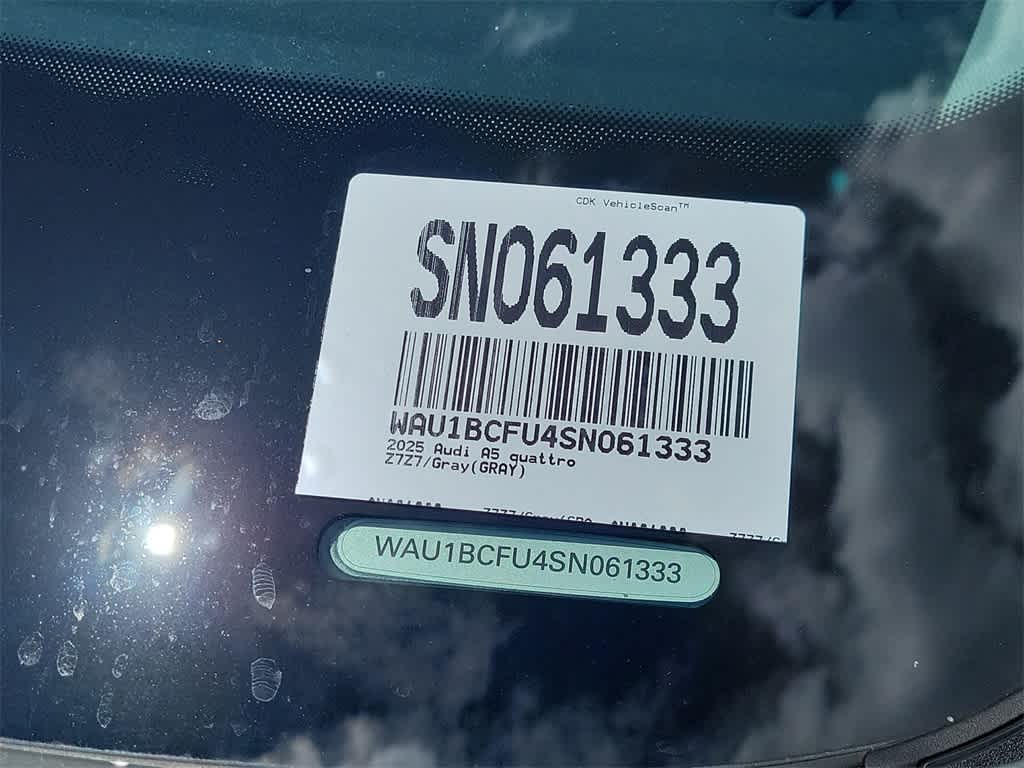 CDK VehicleScan™
SN061333
WAU1BCFU4SN061333
2025 Audi A5 quattro
Z7Z7/Gray(GRAY)
WAU1BCFU4SN061333